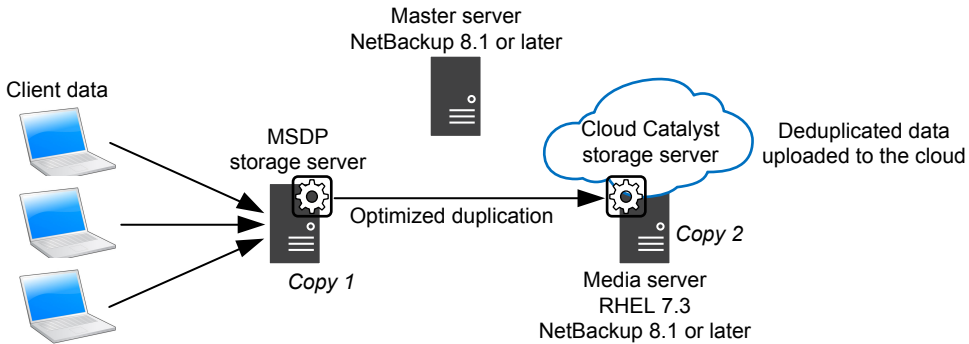 Master server
NetBackup 8.1 or later
Client data
MSDP
storage server
Cloud Catalyst
storage server
Deduplicated data
uploaded to the cloud
Optimized duplication
Copy 1
Copy 2
Media server
RHEL 7.3
NetBackup 8.1 or later